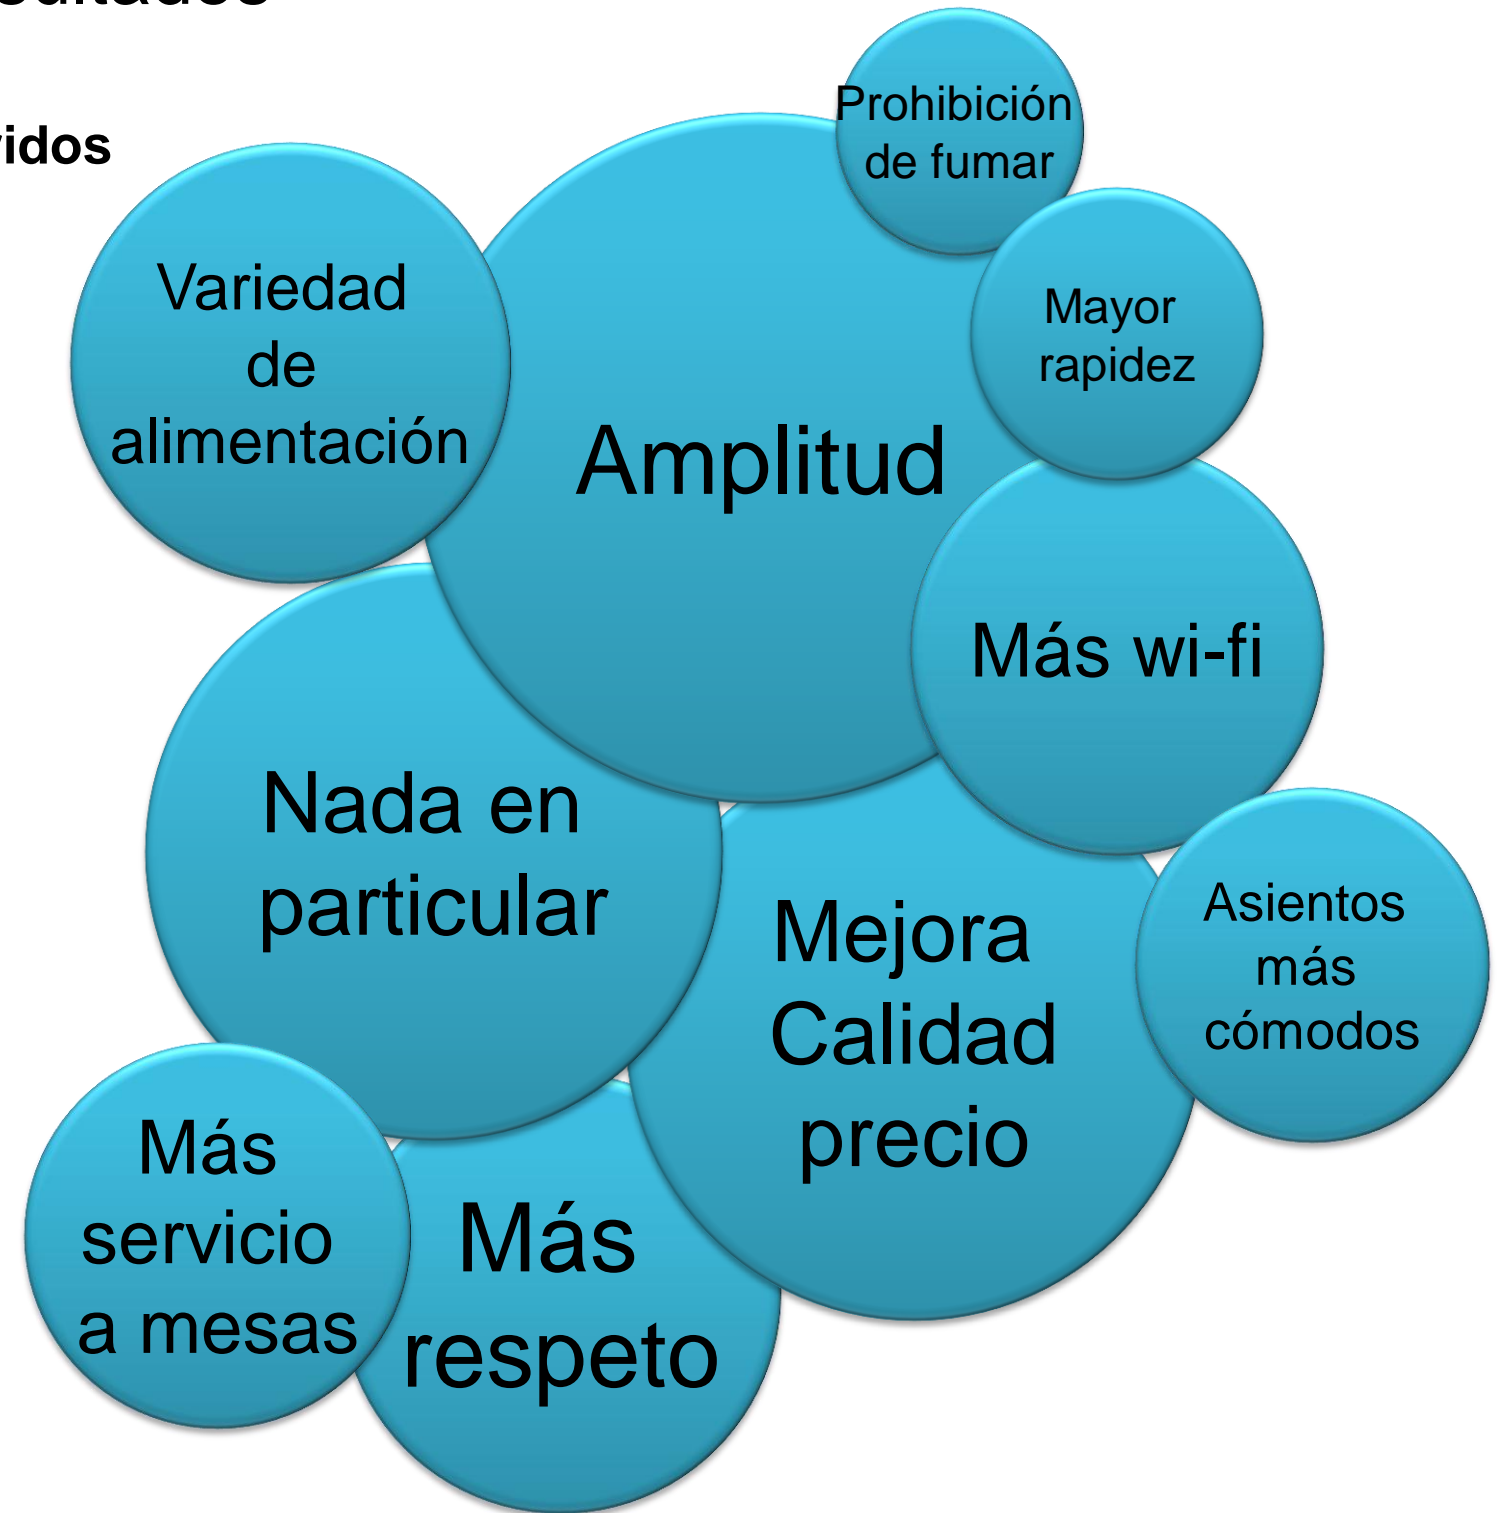 Prohibición
de fumar
Variedad
de
alimentación
Mayor
rapidez
Amplitud
Más wi-fi
Nada en
particular
Mejora
Calidad
precio
Asientos
más
cómodos
Más
servicio
a mesas
Más
respeto